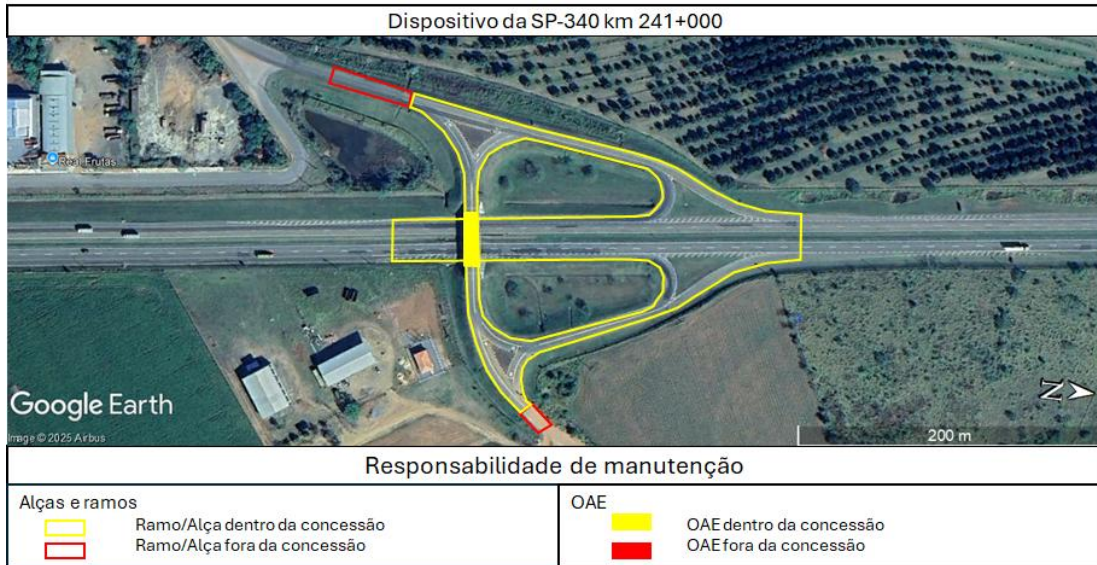 Dispositivo da SP-340 km 241+000
Real Frutas
Google Earth
Image © 2025 Airbus
N
200 m
Responsabilidade de manutenção
Alças e ramos
Ramo/Alça dentro da concessão
Ramo/Alça fora da concessão
OAE
OAE dentro da concessão
OAE fora da concessão